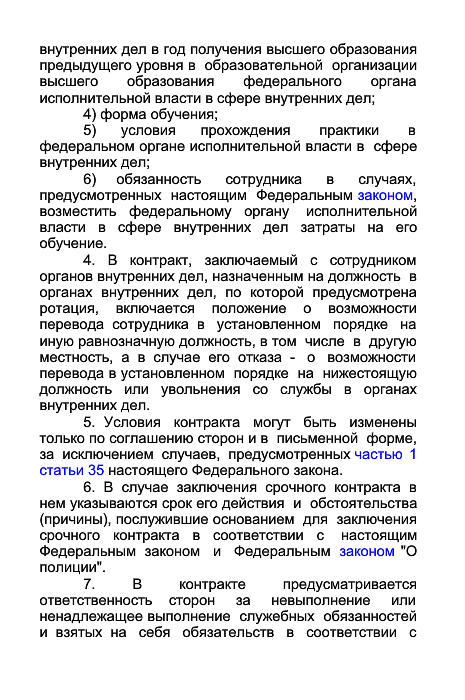 внутренних дел в год получения высшего образования
предыдущего уровня в образовательной организации
высшего образования федерального органа
исполнительной власти в сфере внутренних дел;
4) форма обучения;
5) условия прохождения практики в
федеральном органе исполнительной власти в сфере
внутренних дел;
6) обязанность сотрудника в случаях,
предусмотренных настоящим Федеральным законом,
возместить федеральному органу исполнительной
власти в сфере внутренних дел затраты на его
обучение.
4. В контракт, заключаемый с сотрудником
органов внутренних дел, назначенным на должность в
органах внутренних дел, по которой предусмотрена
ротация, включается положение о возможности
перевода сотрудника в установленном порядке на
иную равнозначную должность, в том числе в другую
местность, а в случае его отказа - о возможности
перевода в установленном порядке на нижестоящую
должность или увольнения со службы в органах
внутренних дел.
5. Условия контракта могут быть изменены
только по соглашению сторон и в письменной форме,
за исключением случаев, предусмотренных частью 1
статьи 35 настоящего Федерального закона.
6. В случае заключения срочного контракта в
нем указываются срок его действия и обстоятельства
(причины), послужившие основанием для заключения
срочного контракта в соответствии с настоящим
Федеральным законом и Федеральным законом "О
полиции".
7. В контракте предусматривается
ответственность сторон за невыполнение или
ненадлежащее выполнение служебных обязанностей
и взятых на себя обязательств в соответствии с